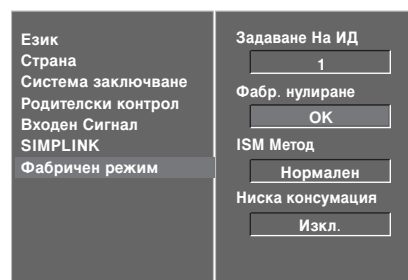 Език
Страна
Система заключване
Родителски контрол
Входен Сигнал
SIMPLINK
Фабричен режим
Задаване На ИД
1
Фабр. нулиране
OK
ISM Метод
Нормален
Ниска консумация
Изкл.